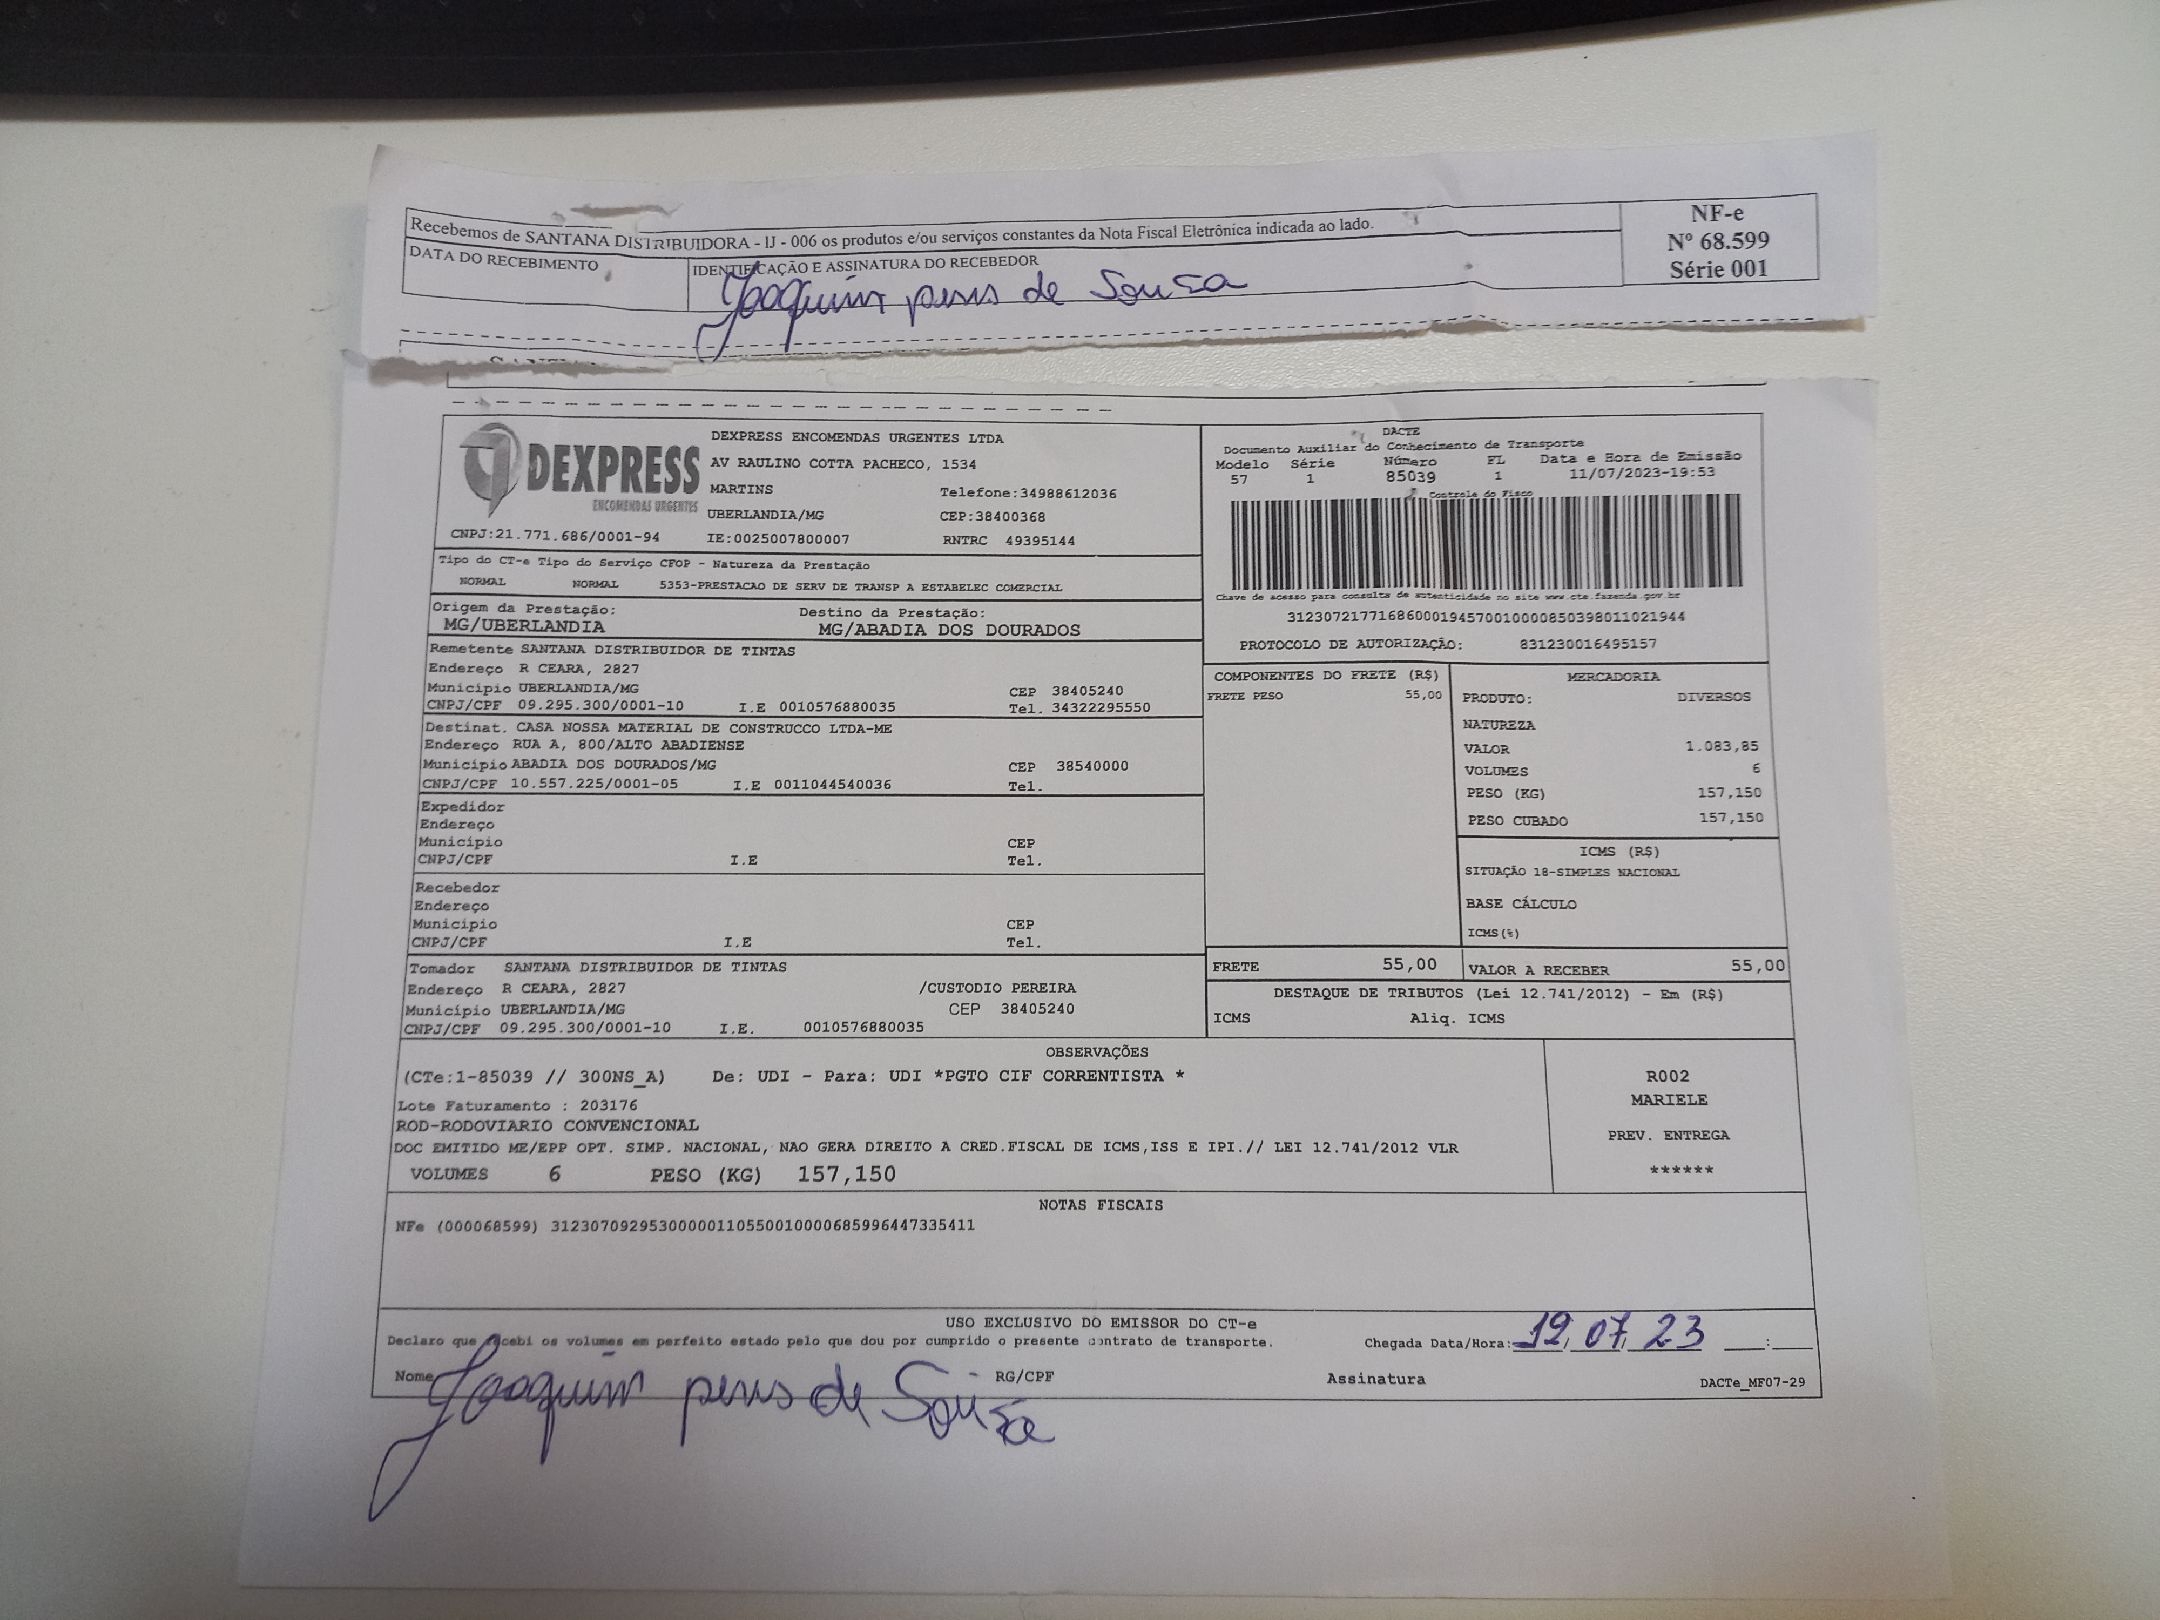 Recebemos de SANTANA DISTRIBUIDORA - IJ - 006 os produtos e/ou serviços constantes da Nota Fiscal Eletrônica indicada ao lado.
NF-e
Nº 68.599
Série 001
DATA DO RECEBIMENTO
IDENTIFICAÇÃO E ASSINATURA DO RECEBEDOR
Joaquim de Sousa
DEXPRESS
ENCOMENDAS URGENTES
DEXPRESS ENCOMENDAS URGENTES LTDA
AV RAULINO COTTA PACHECO, 1534
MARTINS Telefone:34988612036
UBERLANDIA/MG CEP:38400368
CNPJ:21.771.686/0001-94 IE:0025007800007 RNTRC 49395144
DACTE
Documento Auxiliar do Conhecimento de Transporte
Modelo Série Número FL Data e Hora de Emissão
57 1 85039 1 11/07/2023-19:53
Controle do Fisco
Chave de acesso para consulta de autenticidade no site www.cte.fazenda.gov.br
31230721771686000194570010000850398011021944
PROTOCOLO DE AUTORIZAÇÃO: 831230016495157
Tipo do CT-e Tipo do Serviço CFOP - Natureza da Prestação
NORMAL NORMAL 5353-PRESTACAO DE SERV DE TRANSP A ESTABELEC COMERCIAL
Origem da Prestação: Destino da Prestação:
MG/UBERLANDIA MG/ABADIA DOS DOURADOS
Remetente SANTANA DISTRIBUIDOR DE TINTAS
Endereço R CEARA, 2827
Município UBERLANDIA/MG CEP 38405240
CNPJ/CPF 09.295.300/0001-10 I.E 0010576880035 Tel. 34322295550
Destinat. CASA NOSSA MATERIAL DE CONSTRUCCO LTDA-ME
Endereço RUA A, 800/ALTO ABADIENSE
Município ABADIA DOS DOURADOS/MG CEP 38540000
CNPJ/CPF 10.557.225/0001-05 I.E 0011044540036 Tel.
Expedidor
Endereço
Município CEP
CNPJ/CPF I.E Tel.
Recebedor
Endereço
Município CEP
CNPJ/CPF I.E Tel.
Tomador SANTANA DISTRIBUIDOR DE TINTAS
Endereço R CEARA, 2827 /CUSTODIO PEREIRA
Município UBERLANDIA/MG CEP 38405240
CNPJ/CPF 09.295.300/0001-10 I.E. 0010576880035
COMPONENTES DO FRETE (R$)
FRETE PESO 55,00
MERCADORIA
PRODUTO: DIVERSOS
NATUREZA
VALOR 1.083,85
VOLUMES 6
PESO (KG) 157,150
PESO CUBADO 157,150
ICMS (R$)
SITUAÇÃO 18-SIMPLES NACIONAL
BASE CÁLCULO
ICMS(%)
FRETE 55,00 VALOR A RECEBER 55,00
DESTAQUE DE TRIBUTOS (Lei 12.741/2012) - Em (R$)
ICMS Aliq. ICMS
OBSERVAÇÕES
(CTe:1-85039 // 300NS_A) De: UDI - Para: UDI *PGTO CIF CORRENTISTA *
Lote Faturamento : 203176
ROD-RODOVIARIO CONVENCIONAL
DOC EMITIDO ME/EPP OPT. SIMP. NACIONAL, NAO GERA DIREITO A CRED.FISCAL DE ICMS,ISS E IPI.// LEI 12.741/2012 VLR
VOLUMES 6 PESO (KG) 157,150
R002
MARIELE
PREV. ENTREGA
******
NOTAS FISCAIS
NFe (000068599) 31230709295300000110550010000685996447335411
USO EXCLUSIVO DO EMISSOR DO CT-e
Declaro que recebi os volumes em perfeito estado pelo que dou por cumprido o presente contrato de transporte.
Chegada Data/Hora: 19 07 23 :
Nome Joaquim de Souza RG/CPF Assinatura DACTe_MF07-29